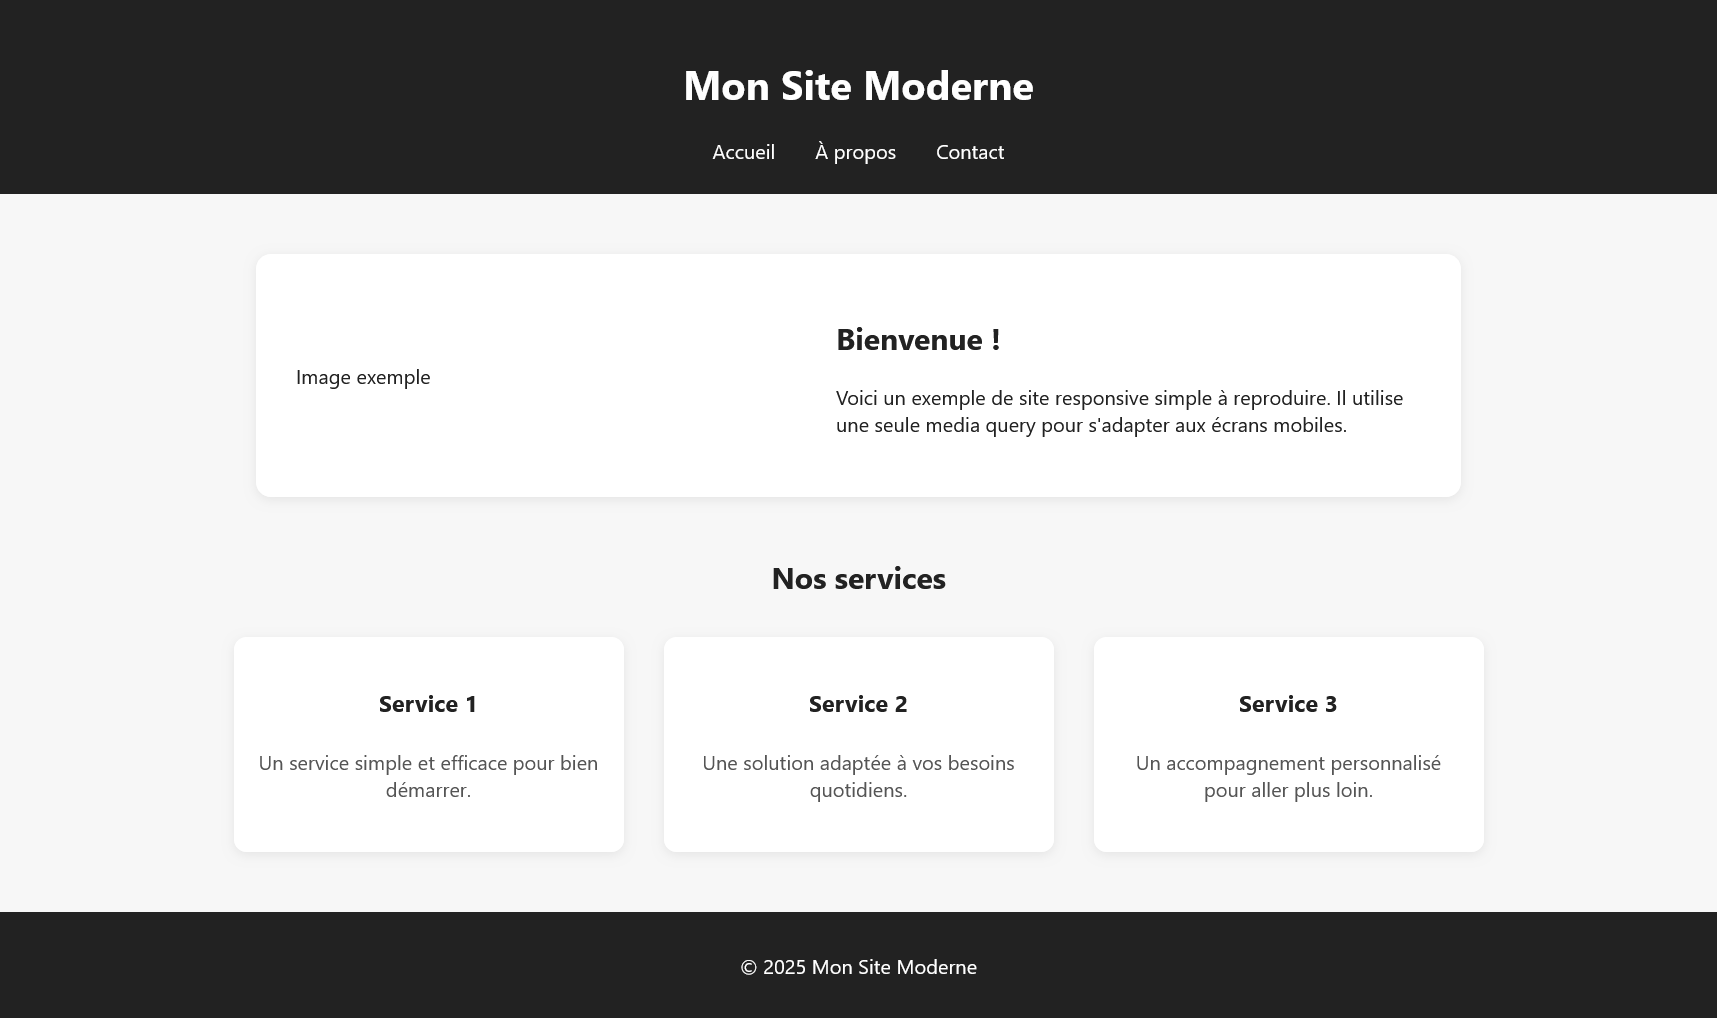 Mon Site Moderne
Accueil À propos Contact
Image exemple
Bienvenue !
Voici un exemple de site responsive simple à reproduire. Il utilise
une seule media query pour s'adapter aux écrans mobiles.
Nos services
Service 1
Un service simple et efficace pour bien
démarrer.
Service 2
Une solution adaptée à vos besoins
quotidiens.
Service 3
Un accompagnement personnalisé
pour aller plus loin.
© 2025 Mon Site Moderne